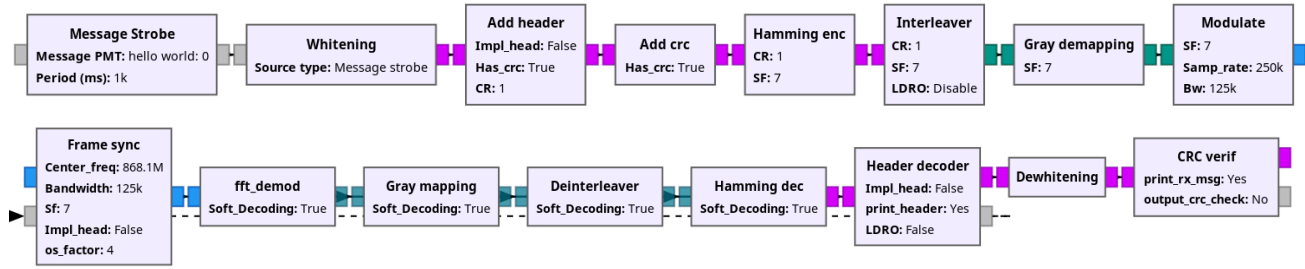 Message Strobe
Message PMT: hello world: 0
Period (ms): 1k
Whitening
Source type: Message strobe
Add header
Impl_head: False
Has_crc: True
CR: 1
Add crc
Has_crc: True
Hamming enc
CR: 1
SF: 7
Interleaver
CR: 1
SF: 7
LDRO: Disable
Gray demapping
SF: 7
Modulate
SF: 7
Samp_rate: 250k
Bw: 125k
Frame sync
Center_freq: 868.1M
Bandwidth: 125k
Sf: 7
Impl_head: False
os_factor: 4
fft_demod
Soft_Decoding: True
Gray mapping
Soft_Decoding: True
Deinterleaver
Soft_Decoding: True
Hamming dec
Soft_Decoding: True
Header decoder
Impl_head: False
print_header: Yes
LDRO: False
Dewhitening
CRC verif
print_rx_msg: Yes
output_crc_check: No